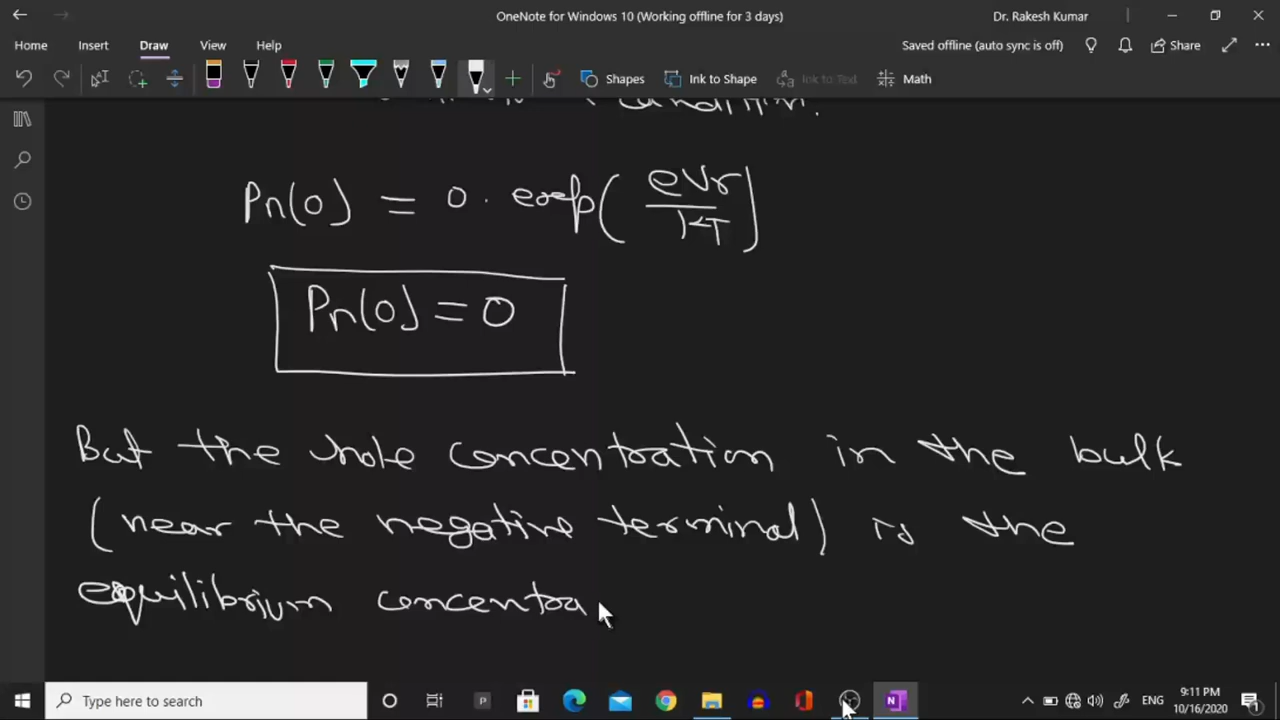 OneNote for Windows 10 (Working offline for 3 days)
Dr. Rakesh Kumar
Home Insert Draw View Help
Saved offline (auto sync is off) Share
Shapes Ink to Shape Ink to Text Math
condition.
Pn(0) = 0 . exp( eVr / KT )
Pn(0) = 0
But the hole concentration in the bulk
(near the negative terminal) is the
equilibrium concentra
Type here to search
ENG
9:11 PM
10/16/2020